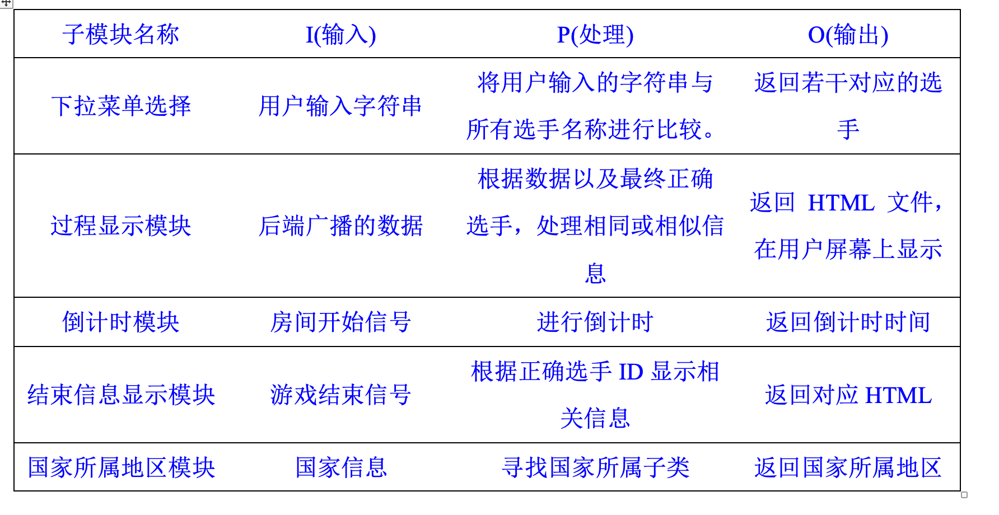 子模块名称 I(输入) P(处理) O(输出)
下拉菜单选择 用户输入字符串 将用户输入的字符串与
所有选手名称进行比较。 返回若干对应的选
手
过程显示模块 后端广播的数据 根据数据以及最终正确
选手，处理相同或相似信
息 返回 HTML 文件，
在用户屏幕上显示
倒计时模块 房间开始信号 进行倒计时 返回倒计时时间
结束信息显示模块 游戏结束信号 根据正确选手 ID 显示相
关信息 返回对应 HTML
国家所属地区模块 国家信息 寻找国家所属子类 返回国家所属地区